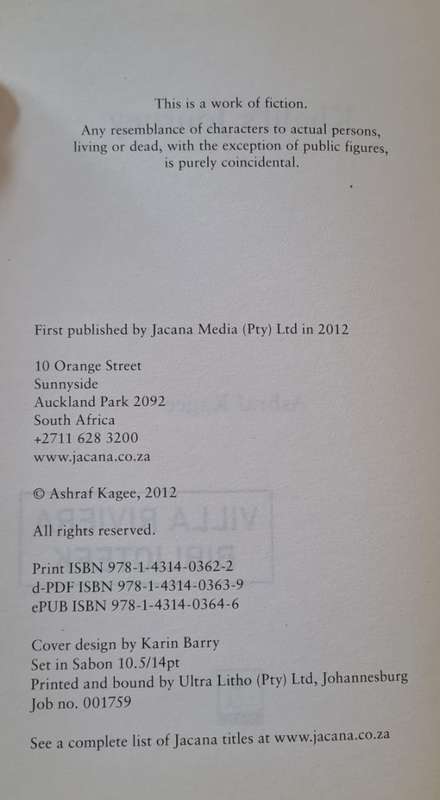 This is a work of fiction.
Any resemblance of characters to actual persons,
living or dead, with the exception of public figures,
is purely coincidental.
First published by Jacana Media (Pty) Ltd in 2012
10 Orange Street
Sunnyside
Auckland Park 2092
South Africa
+2711 628 3200
www.jacana.co.za
© Ashraf Kagee, 2012
All rights reserved.
Print ISBN 978-1-4314-0362-2
d-PDF ISBN 978-1-4314-0363-9
ePUB ISBN 978-1-4314-0364-6
Cover design by Karin Barry
Set in Sabon 10.5/14pt
Printed and bound by Ultra Litho (Pty) Ltd, Johannesburg
Job no. 001759
See a complete list of Jacana titles at www.jacana.co.za